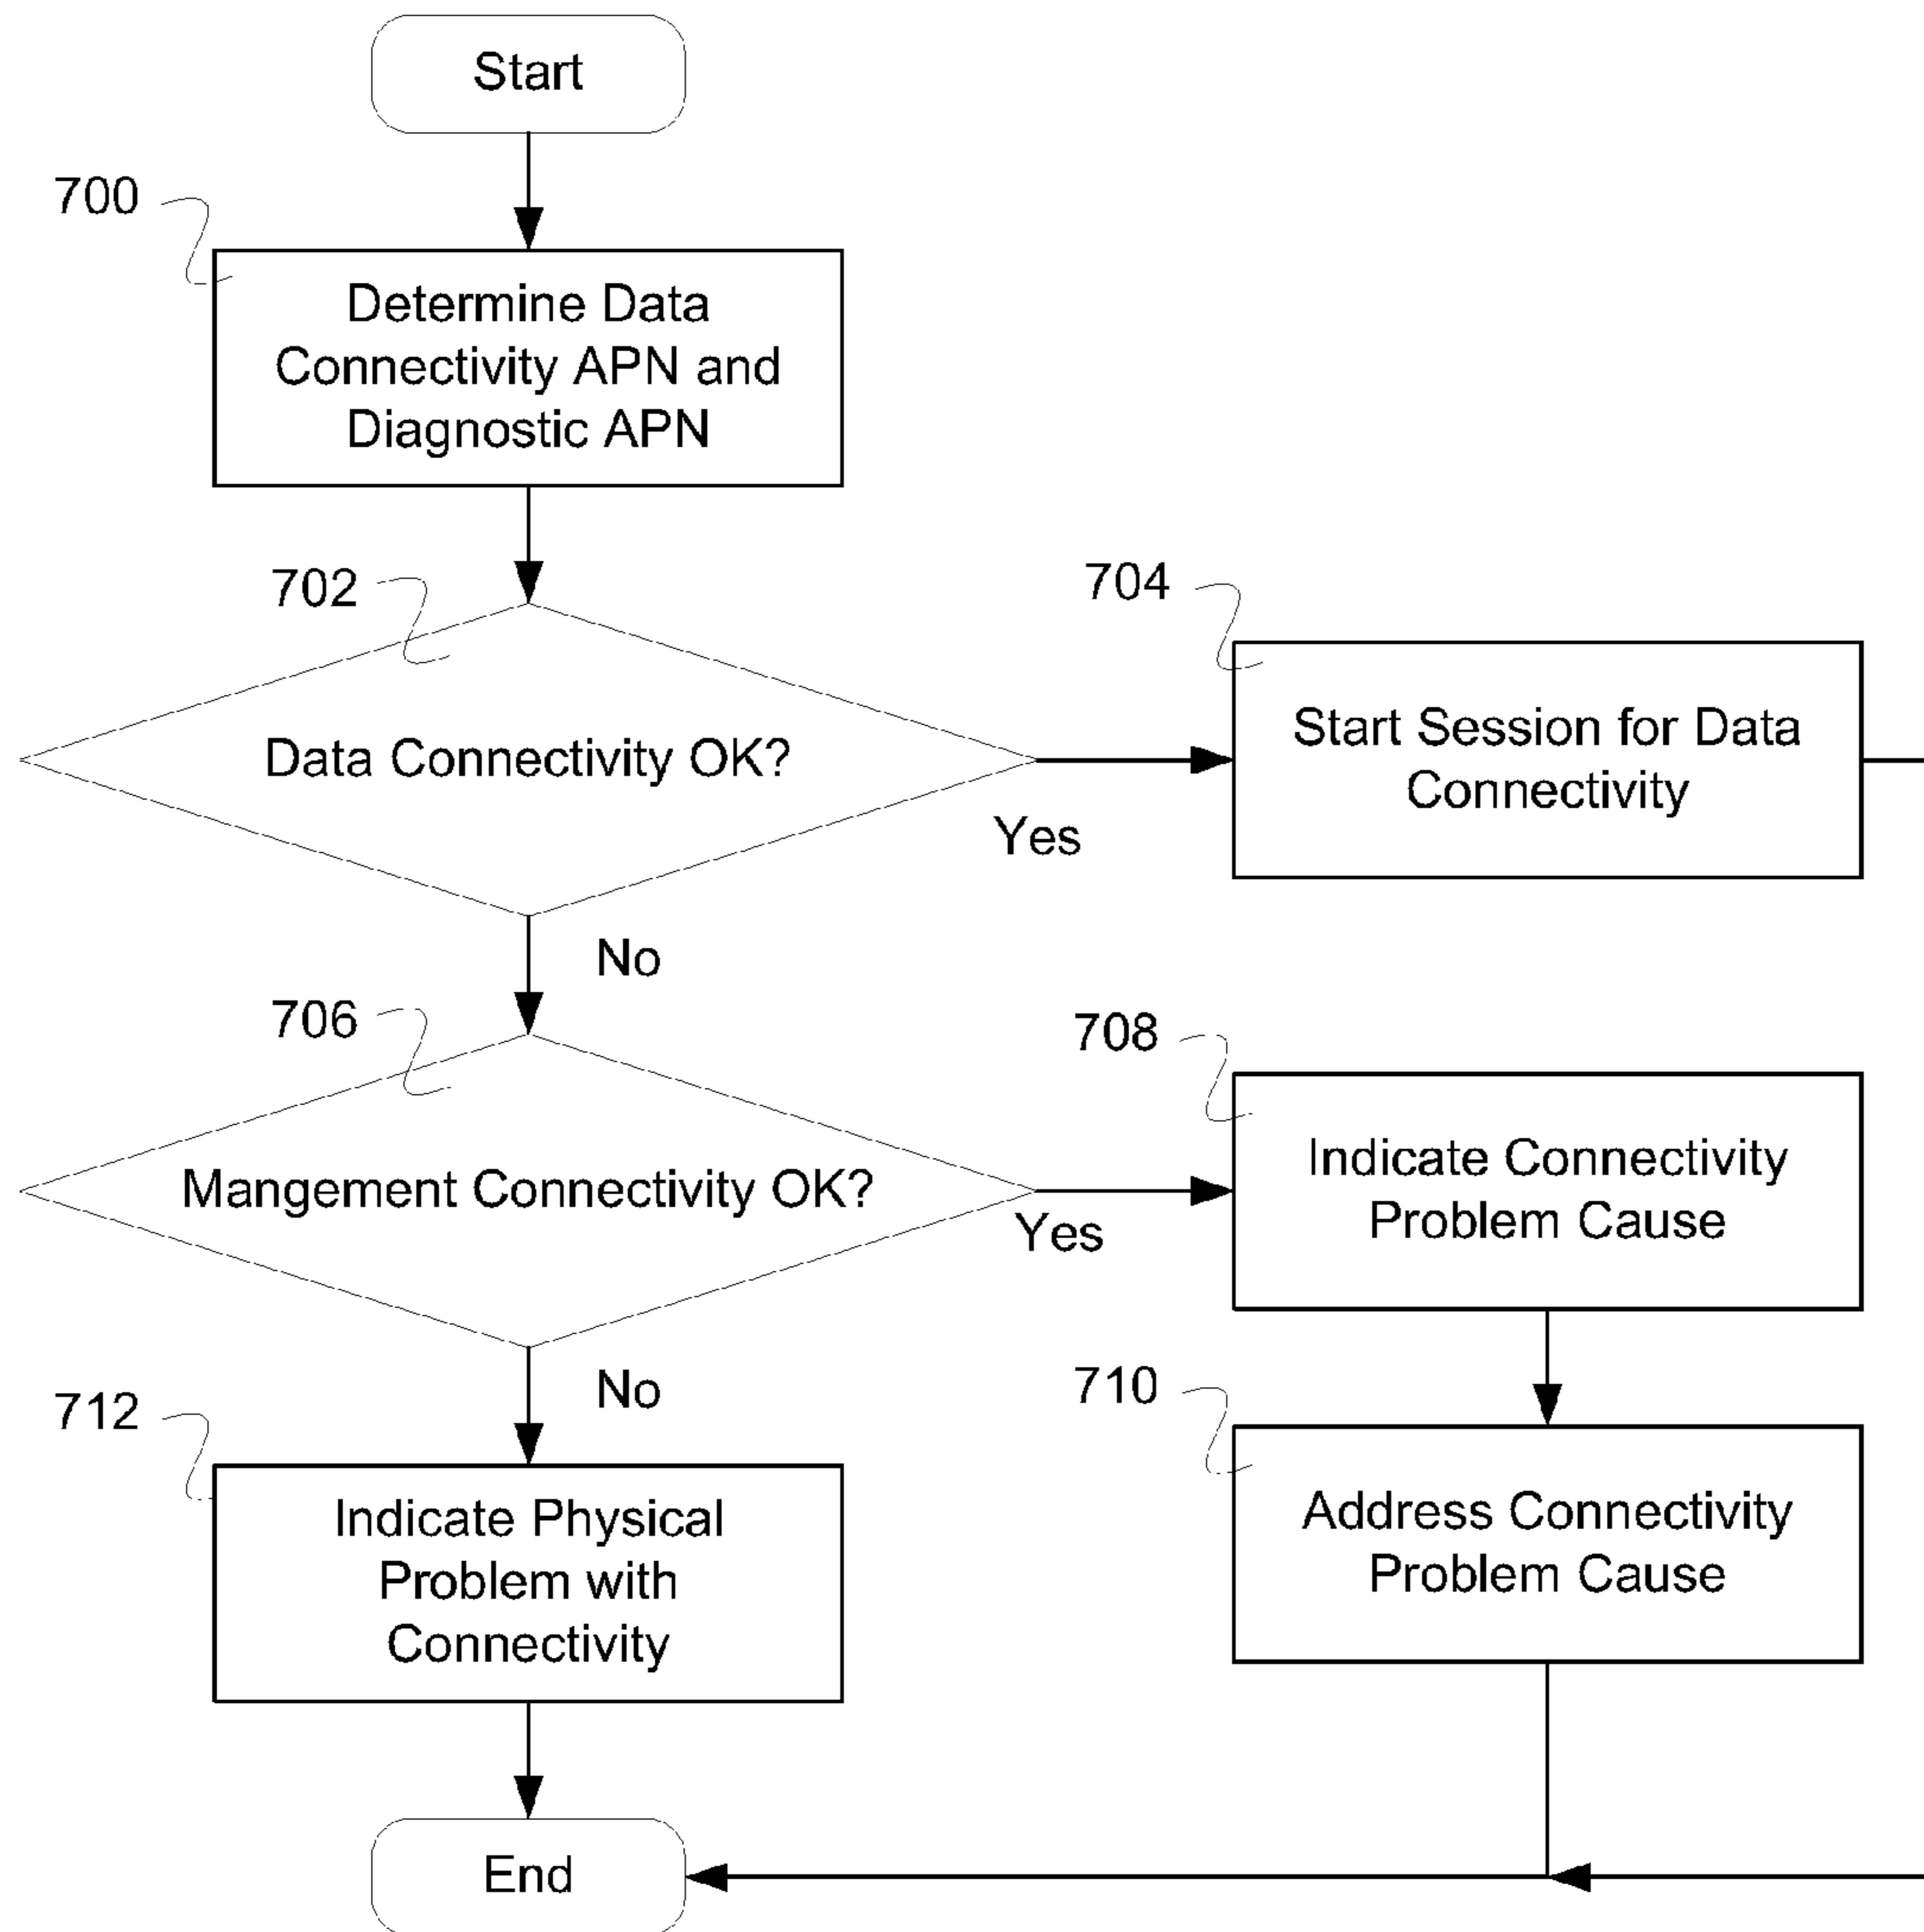 Start
700
Determine Data
Connectivity APN and
Diagnostic APN
702
Data Connectivity OK?
Yes
704
Start Session for Data
Connectivity
No
706
Mangement Connectivity OK?
Yes
708
Indicate Connectivity
Problem Cause
No
710
Address Connectivity
Problem Cause
712
Indicate Physical
Problem with
Connectivity
End